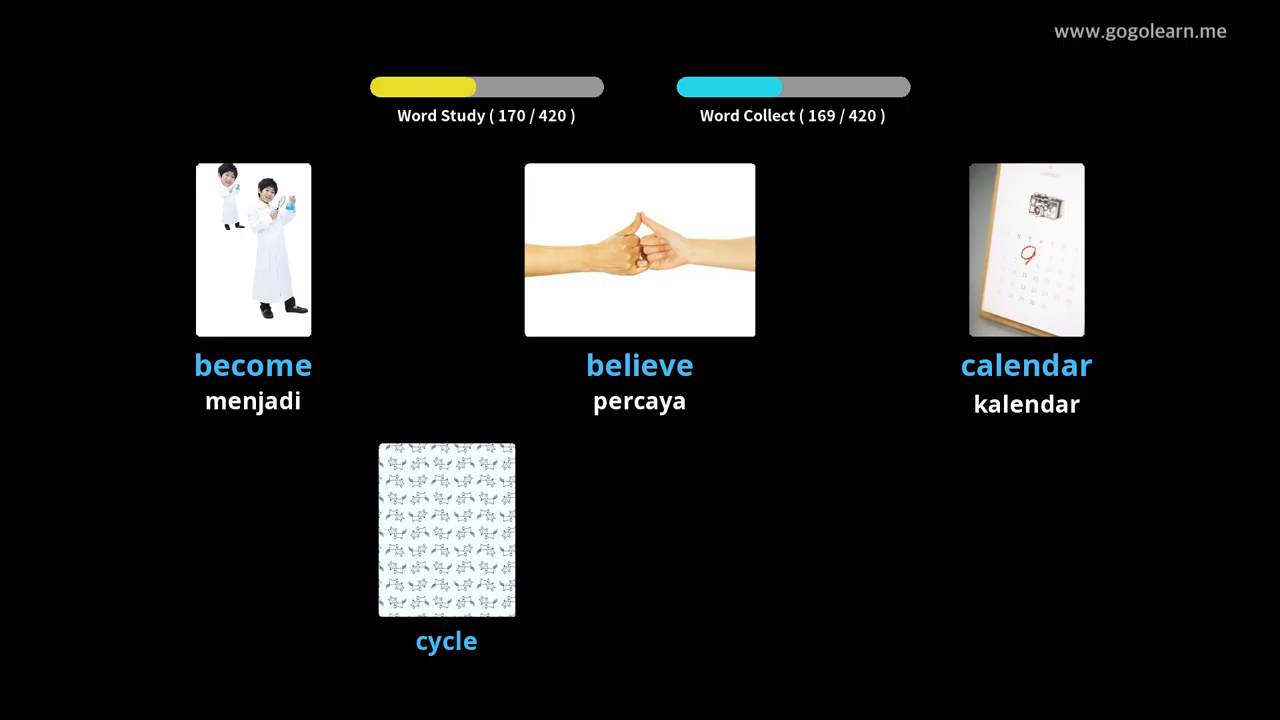 www.gogolearn.me
Word Study ( 170 / 420 )
Word Collect ( 169 / 420 )
become
menjadi
believe
percaya
calendar
kalendar
cycle